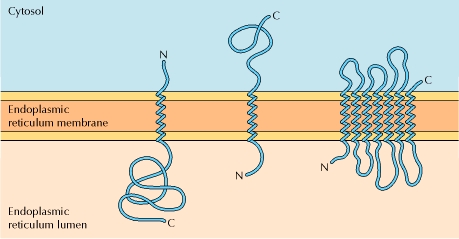 Cytosol
N
C
C
Endoplasmic
reticulum membrane
N
N
Endoplasmic
reticulum lumen
C